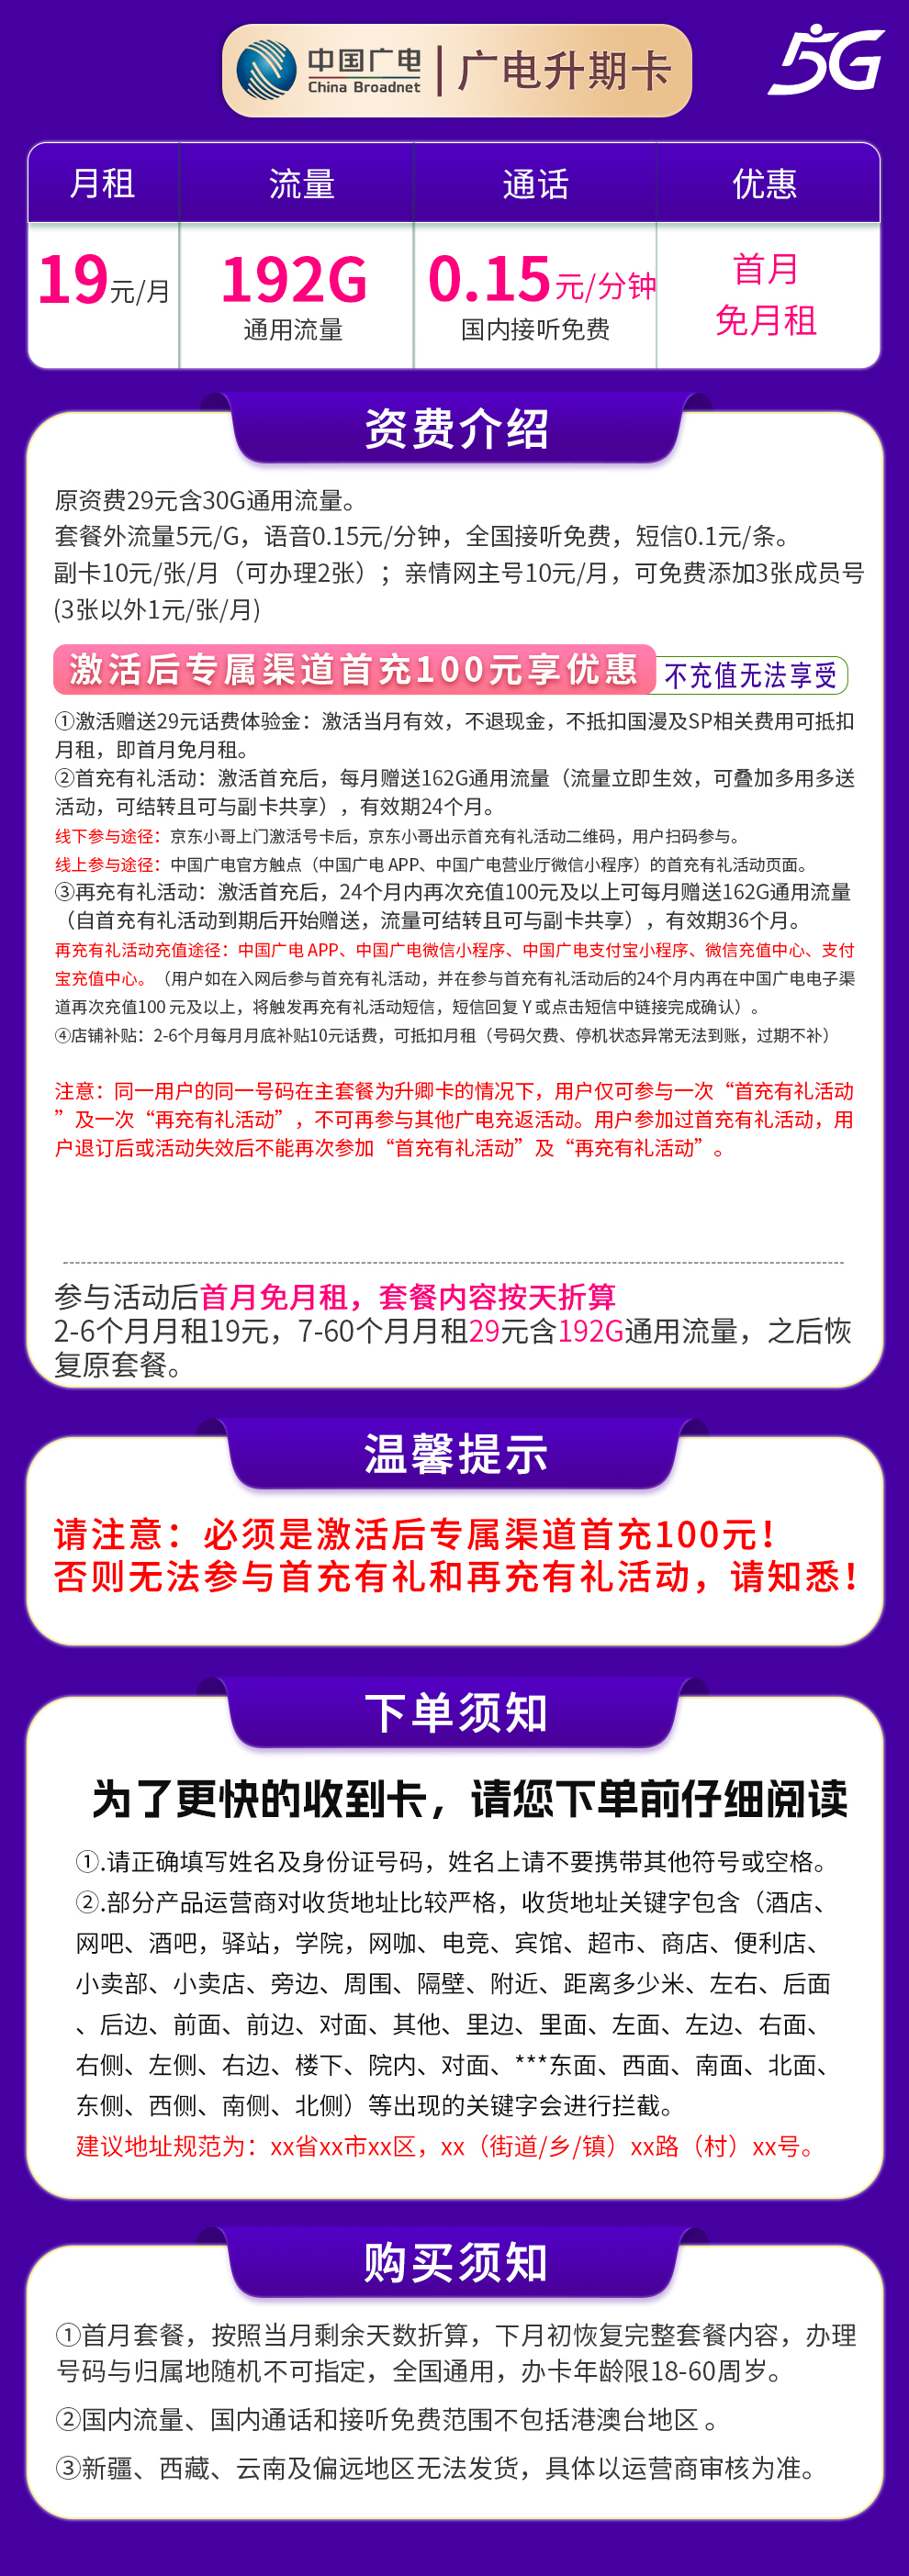 中国广电
China Broadnet
广电升期卡
5G
月租
流量
通话
优惠
19元/月
192G
通用流量
0.15元/分钟
国内接听免费
首月
免月租
资费介绍
原资费29元含30G通用流量。
套餐外流量5元/G，语音0.15元/分钟，全国接听免费，短信0.1元/条。
副卡10元/张/月（可办理2张）；亲情网主号10元/月，可免费添加3张成员号
(3张以外1元/张/月)
激活后专属渠道首充100元享优惠
不充值无法享受
①激活赠送29元话费体验金：激活当月有效，不退现金，不抵扣国漫及SP相关费用可抵扣
月租，即首月免月租。
②首充有礼活动：激活首充后，每月赠送162G通用流量（流量立即生效，可叠加多用多送
活动，可结转且可与副卡共享），有效期24个月。
线下参与途径：京东小哥上门激活号卡后，京东小哥出示首充有礼活动二维码，用户扫码参与。
线上参与途径：中国广电官方触点（中国广电 APP、中国广电营业厅微信小程序）的首充有礼活动页面。
③再充有礼活动：激活首充后，24个月内再次充值100元及以上可每月赠送162G通用流量
（自首充有礼活动到期后开始赠送，流量可结转且可与副卡共享），有效期36个月。
再充有礼活动充值途径：中国广电 APP、中国广电微信小程序、中国广电支付宝小程序、微信充值中心、支付
宝充值中心。（用户如在入网后参与首充有礼活动，并在参与首充有礼活动后的24个月内再在中国广电电子渠
道再次充值100 元及以上，将触发再充有礼活动短信，短信回复 Y 或点击短信中链接完成确认）。
④店铺补贴：2-6个月每月月底补贴10元话费，可抵扣月租（号码欠费、停机状态异常无法到账，过期不补）
注意：同一用户的同一号码在主套餐为升卿卡的情况下，用户仅可参与一次“首充有礼活动
”及一次“再充有礼活动”，不可再参与其他广电充返活动。用户参加过首充有礼活动，用
户退订后或活动失效后不能再次参加“首充有礼活动”及“再充有礼活动”。
参与活动后首月免月租，套餐内容按天折算
2-6个月月租19元，7-60个月月租29元含192G通用流量，之后恢
复原套餐。
温馨提示
请注意：必须是激活后专属渠道首充100元！
否则无法参与首充有礼和再充有礼活动，请知悉！
下单须知
为了更快的收到卡，请您下单前仔细阅读
①.请正确填写姓名及身份证号码，姓名上请不要携带其他符号或空格。
②.部分产品运营商对收货地址比较严格，收货地址关键字包含（酒店、
网吧、酒吧，驿站，学院，网咖、电竞、宾馆、超市、商店、便利店、
小卖部、小卖店、旁边、周围、隔壁、附近、距离多少米、左右、后面
、后边、前面、前边、对面、其他、里边、里面、左面、左边、右面、
右侧、左侧、右边、楼下、院内、对面、***东面、西面、南面、北面、
东侧、西侧、南侧、北侧）等出现的关键字会进行拦截。
建议地址规范为：xx省xx市xx区，xx（街道/乡/镇）xx路（村）xx号。
购买须知
①首月套餐，按照当月剩余天数折算，下月初恢复完整套餐内容，办理
号码与归属地随机不可指定，全国通用，办卡年龄限18-60周岁。
②国内流量、国内通话和接听免费范围不包括港澳台地区 。
③新疆、西藏、云南及偏远地区无法发货，具体以运营商审核为准。